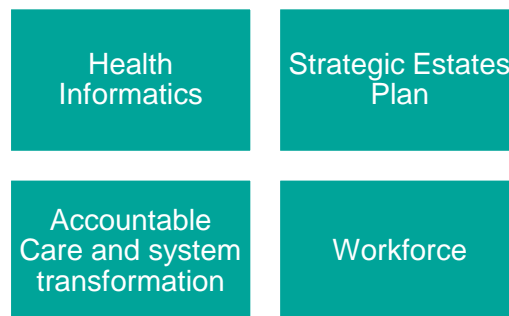 Health
Informatics
Strategic Estates
Plan
Accountable
Care and system
transformation
Workforce